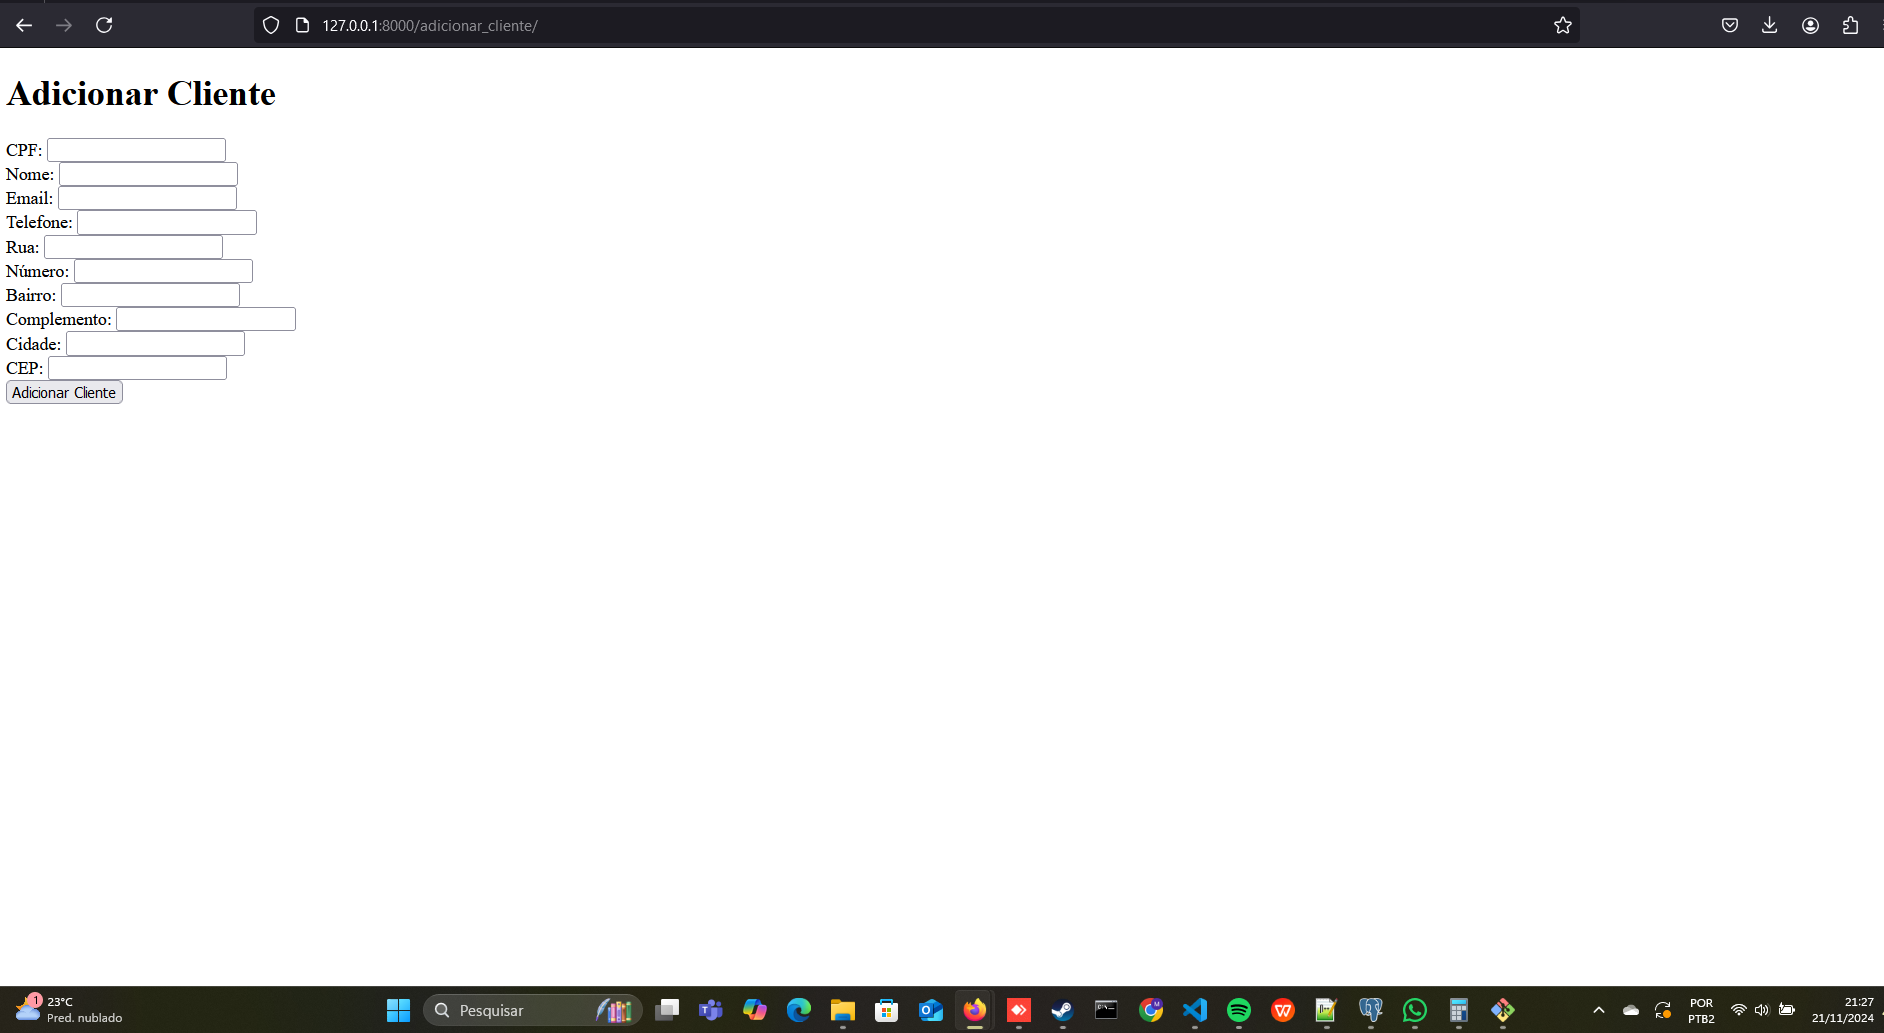 127.0.0.1:8000/adicionar_cliente/
Adicionar Cliente
CPF:
Nome:
Email:
Telefone:
Rua:
Número:
Bairro:
Complemento:
Cidade:
CEP:
Adicionar Cliente
1
23°C
Pred. nublado
Pesquisar
POR
PTB2
21:27
21/11/2024